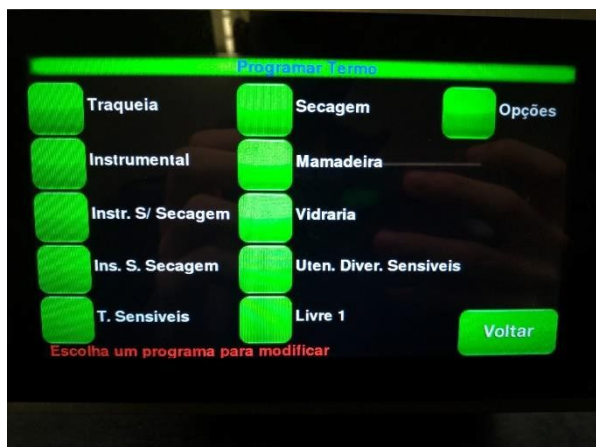 Programar Termo
Traqueia
Secagem
Opções
Instrumental
Mamadeira
Instr. S/ Secagem
Vidraria
Ins. S. Secagem
Uten. Diver. Sensiveis
T. Sensiveis
Livre 1
Voltar
Escolha um programa para modificar